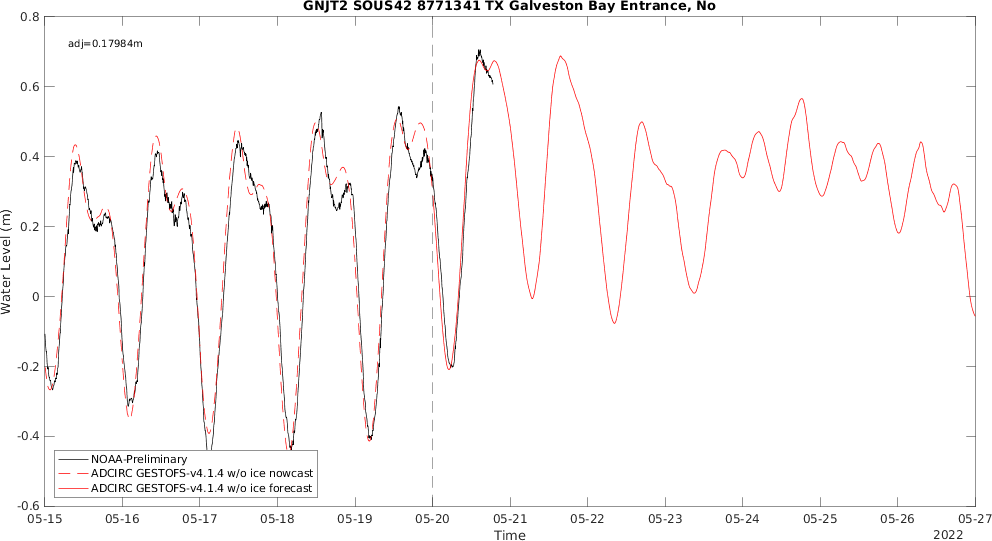 GNJT2 SOUS42 8771341 TX Galveston Bay Entrance, No
adj=0.17984m
0.8
0.6
0.4
0.2
0
-0.2
-0.4
-0.6
Water Level (m)
NOAA-Preliminary
ADCIRC GESTOFS-v4.1.4 w/o ice nowcast
ADCIRC GESTOFS-v4.1.4 w/o ice forecast
05-15 05-16 05-17 05-18 05-19 05-20 05-21 05-22 05-23 05-24 05-25 05-26 05-27
Time
2022